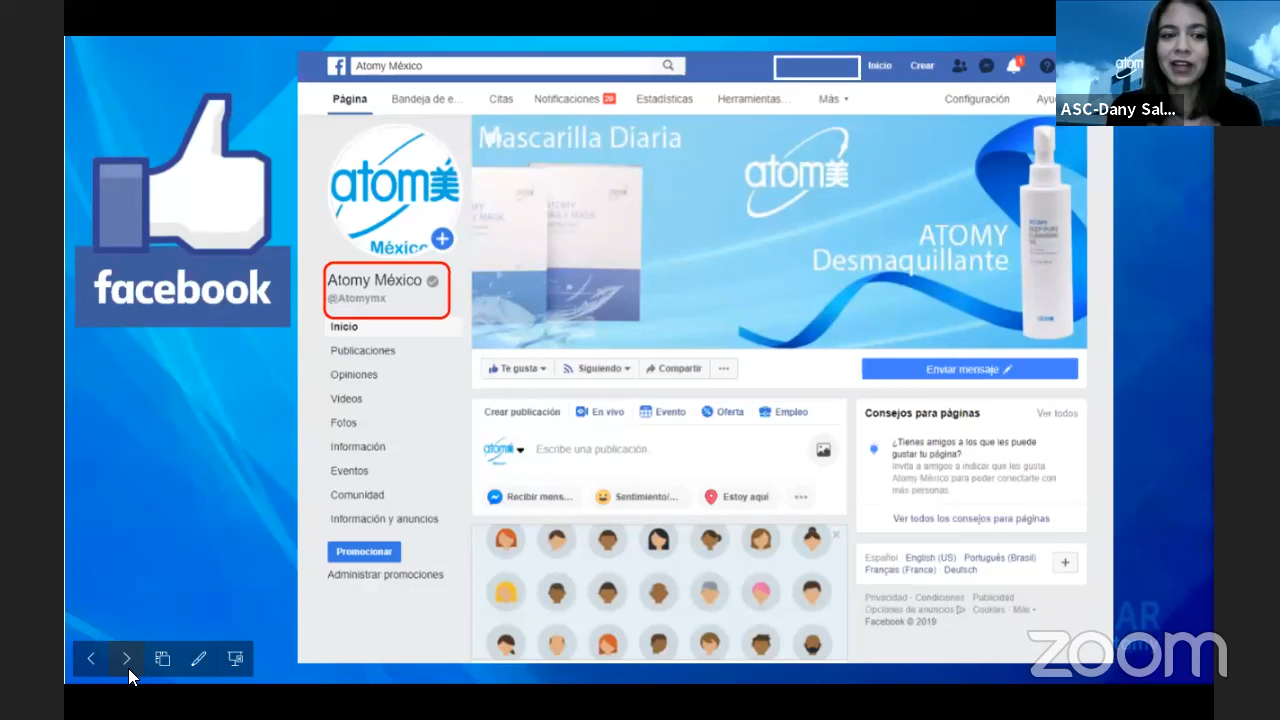 Atomy México
Inicio
Crear
1
Página
Bandeja de e...
Citas
Notificaciones 29
Estadísticas
Herramientas...
Más
Configuración
Ayu
atom美
México
Atomy México
@Atomymx
Inicio
Publicaciones
Opiniones
Videos
Fotos
Información
Eventos
Comunidad
Información y anuncios
Promocionar
Administrar promociones
facebook
Mascarilla Diaria
atom美
ATOMY
Desmaquillante
Te gusta
Siguiendo
Compartir
Enviar mensaje
Crear publicación
En vivo
Evento
Oferta
Empleo
Escribe una publicación.
Recibir mens...
Sentimiento/...
Estoy aquí
Consejos para páginas
Ver todos
¿Tienes amigos a los que les puede
gustar tu página?
Invita a amigos a indicar que les gusta
Atomy México para poder conectarte con
más personas.
Ver todos los consejos para páginas
Español English (US) Português (Brasil)
Français (France) Deutsch
Privacidad · Condiciones · Publicidad
Opciones de anuncios · Cookies · Más
Facebook © 2019
atom
ASC-Dany Sal...
zoom